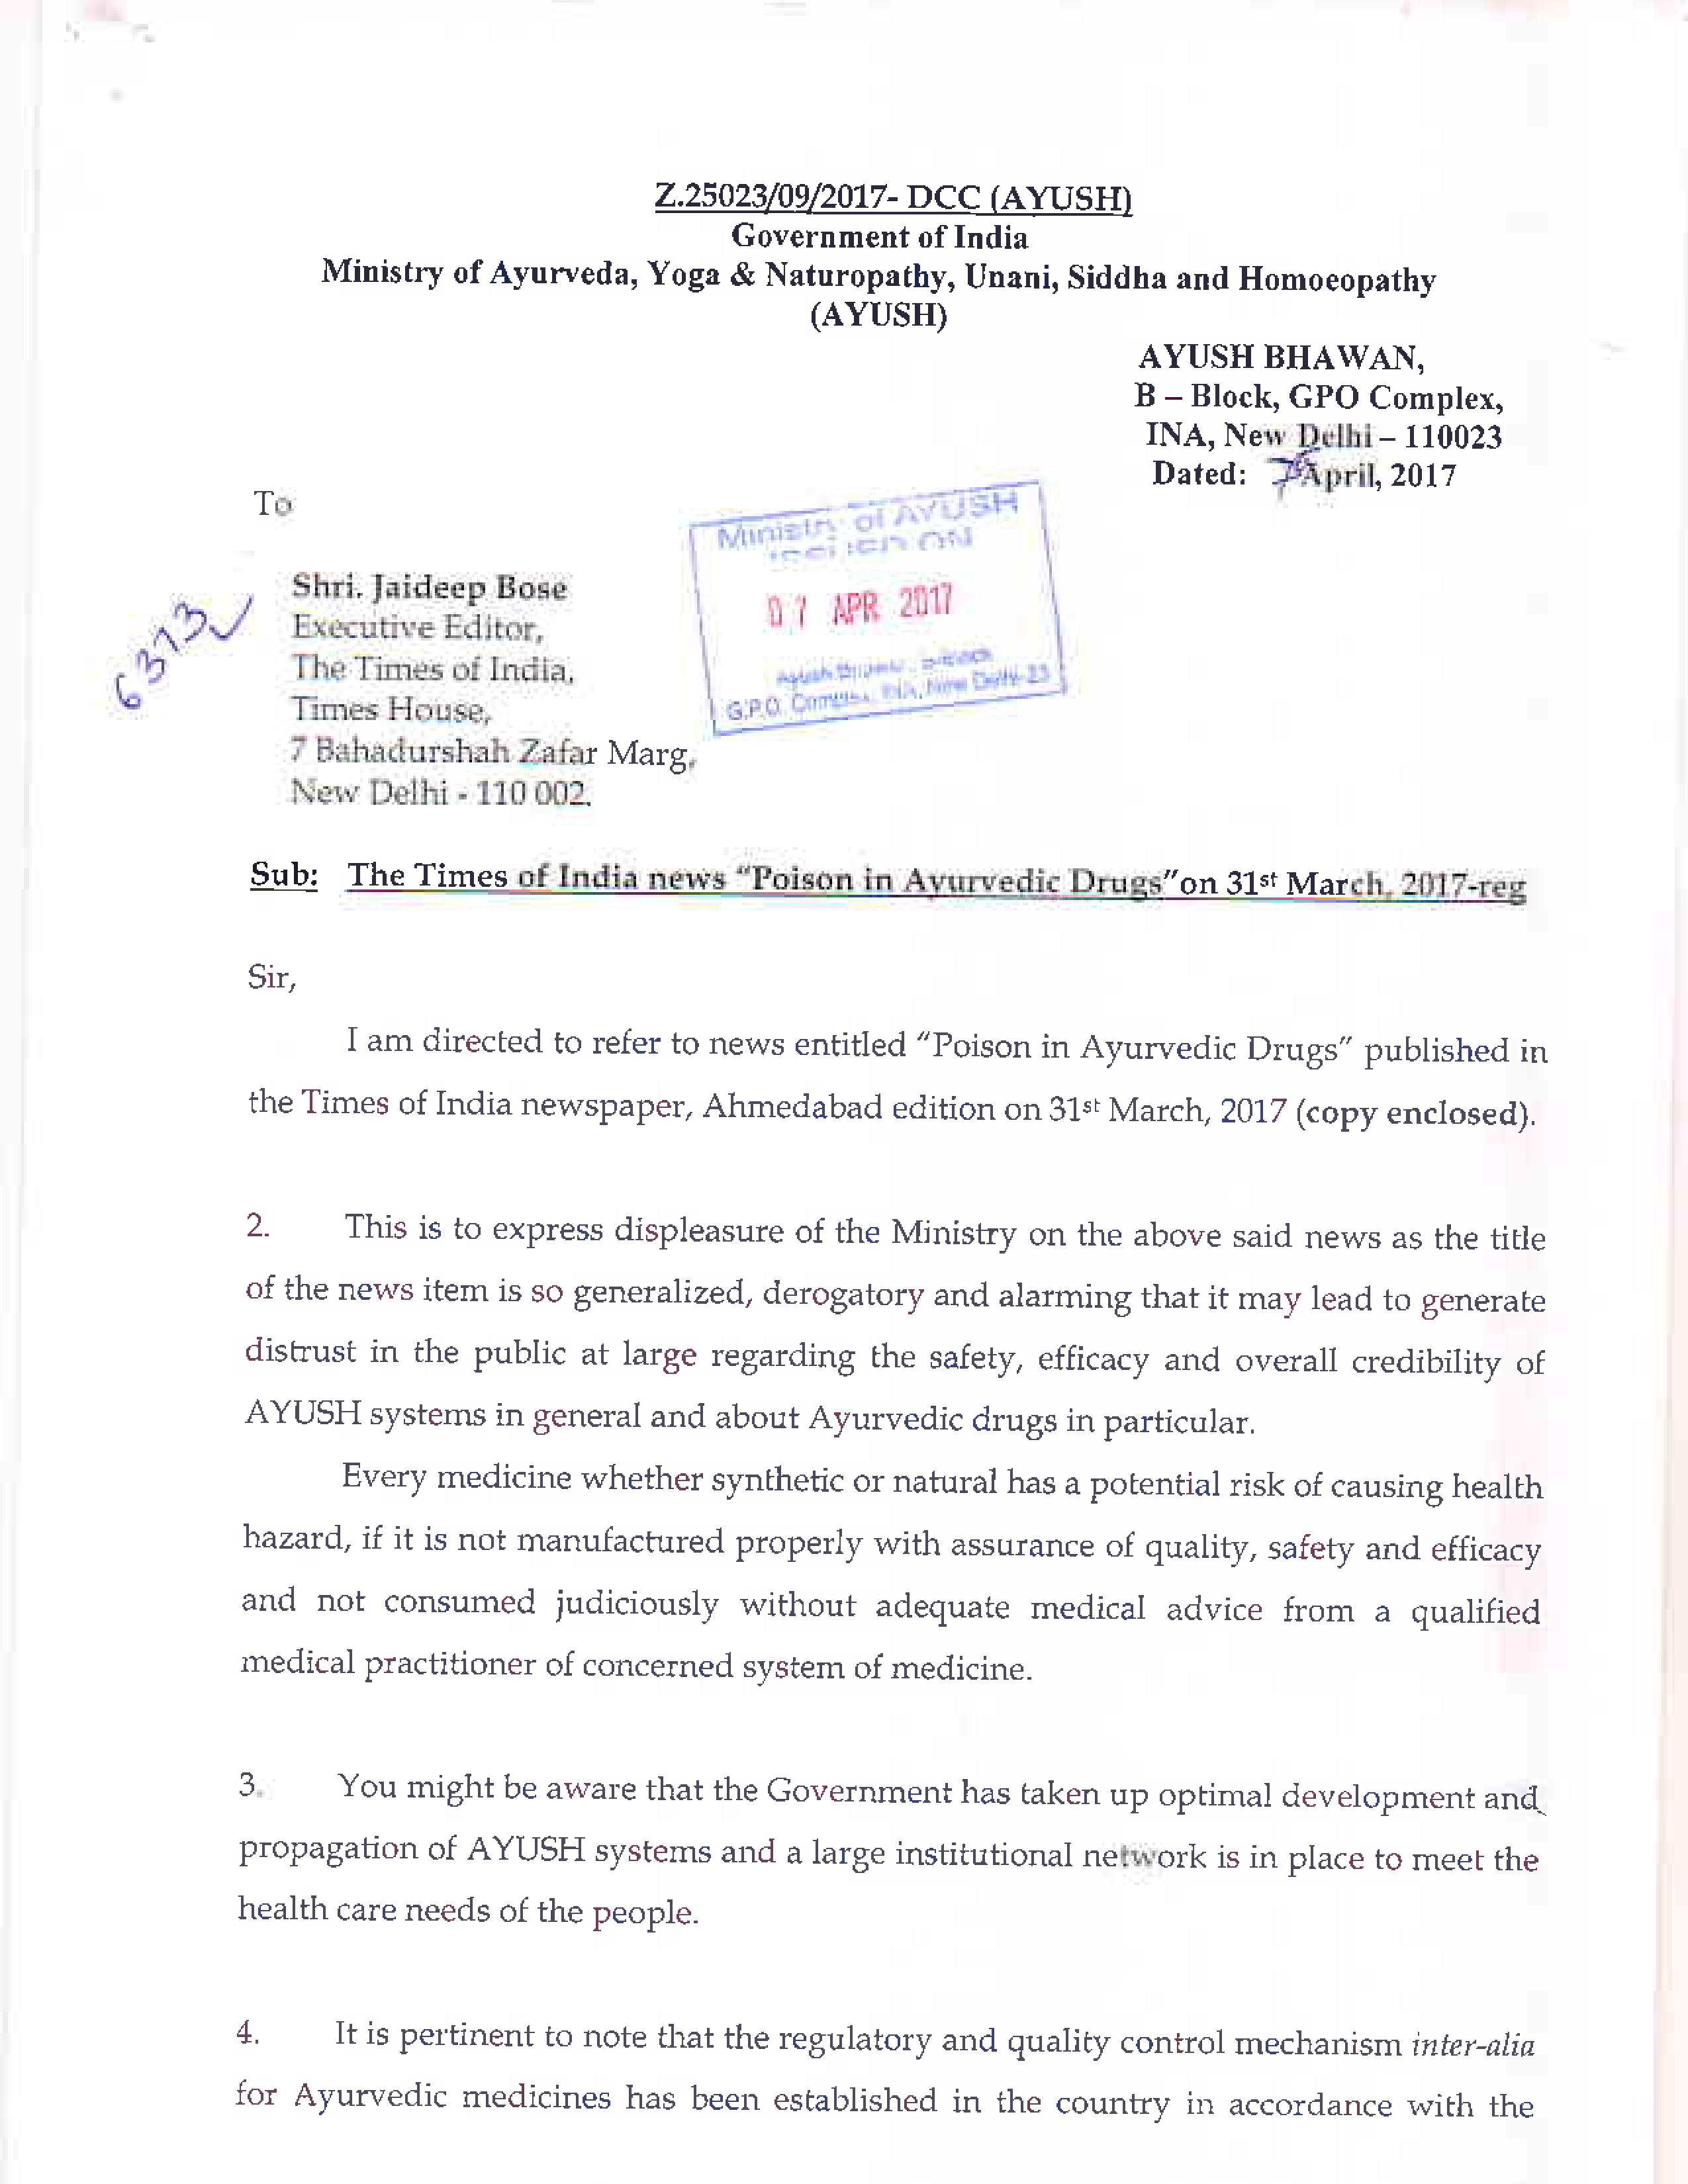 Z.25023/09/2017- DCC (AYUSH)
Government of India
Ministry of Ayurveda, Yoga & Naturopathy, Unani, Siddha and Homoeopathy
(AYUSH)
AYUSH BHAWAN,
B – Block, GPO Complex,
INA, New Delhi – 110023
Dated: 7th April, 2017
To
Ministry of AYUSH
ISSUED ON
07 APR 2017
Ayush Bhawan, B-Block
G.P.O. Complex, INA, New Delhi-23
6373
Shri. Jaideep Bose
Executive Editor,
The Times of India,
Times House,
7 Bahadurshah Zafar Marg,
New Delhi - 110 002.
Sub: The Times of India news “Poison in Ayurvedic Drugs”on 31st March, 2017-reg
Sir,
I am directed to refer to news entitled “Poison in Ayurvedic Drugs” published in
the Times of India newspaper, Ahmedabad edition on 31st March, 2017 (copy enclosed).
2. This is to express displeasure of the Ministry on the above said news as the title
of the news item is so generalized, derogatory and alarming that it may lead to generate
distrust in the public at large regarding the safety, efficacy and overall credibility of
AYUSH systems in general and about Ayurvedic drugs in particular.
Every medicine whether synthetic or natural has a potential risk of causing health
hazard, if it is not manufactured properly with assurance of quality, safety and efficacy
and not consumed judiciously without adequate medical advice from a qualified
medical practitioner of concerned system of medicine.
3. You might be aware that the Government has taken up optimal development and
propagation of AYUSH systems and a large institutional network is in place to meet the
health care needs of the people.
4. It is pertinent to note that the regulatory and quality control mechanism inter-alia
for Ayurvedic medicines has been established in the country in accordance with the